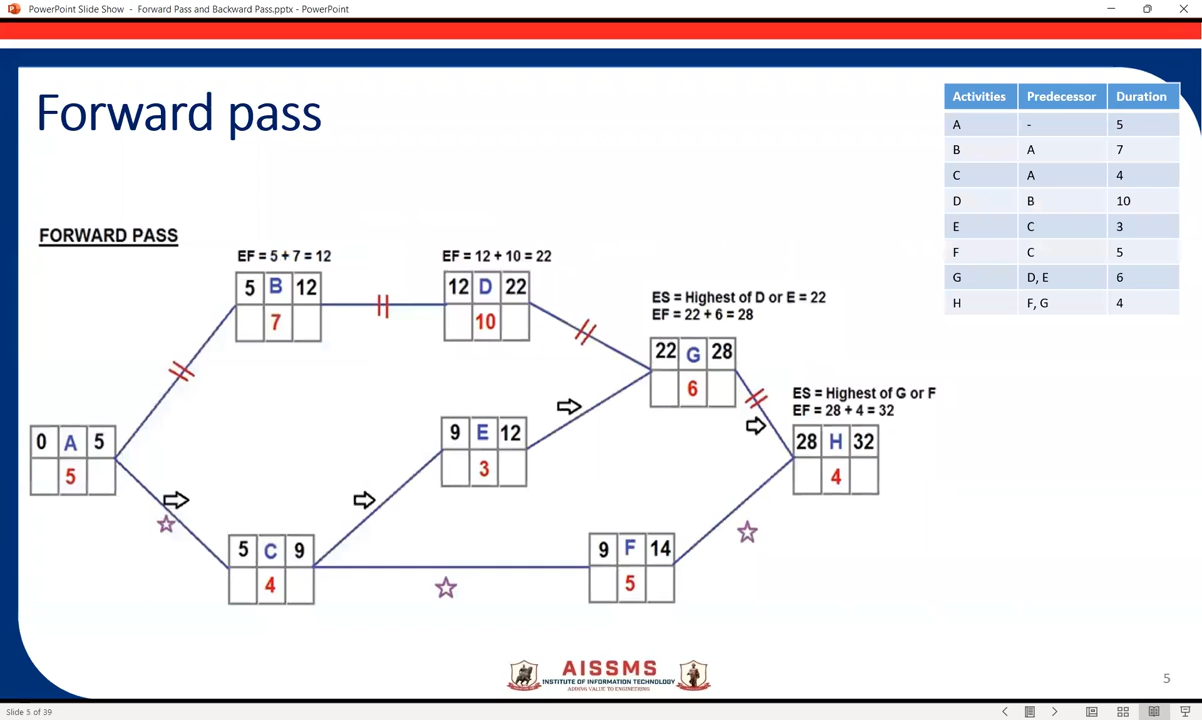 PowerPoint Slide Show - Forward Pass and Backward Pass.pptx - PowerPoint
Forward pass
Activities Predecessor Duration
A - 5
B A 7
C A 4
D B 10
E C 3
F C 5
G D, E 6
H F, G 4
FORWARD PASS
EF = 5 + 7 = 12
5 B 12
7
EF = 12 + 10 = 22
12 D 22
10
ES = Highest of D or E = 22
EF = 22 + 6 = 28
22 G 28
6
ES = Highest of G or F
EF = 28 + 4 = 32
28 H 32
4
0 A 5
5
9 E 12
3
5 C 9
4
9 F 14
5
AISSMS
INSTITUTE OF INFORMATION TECHNOLOGY
ADDING VALUE TO ENGINEERING
5
Slide 5 of 39